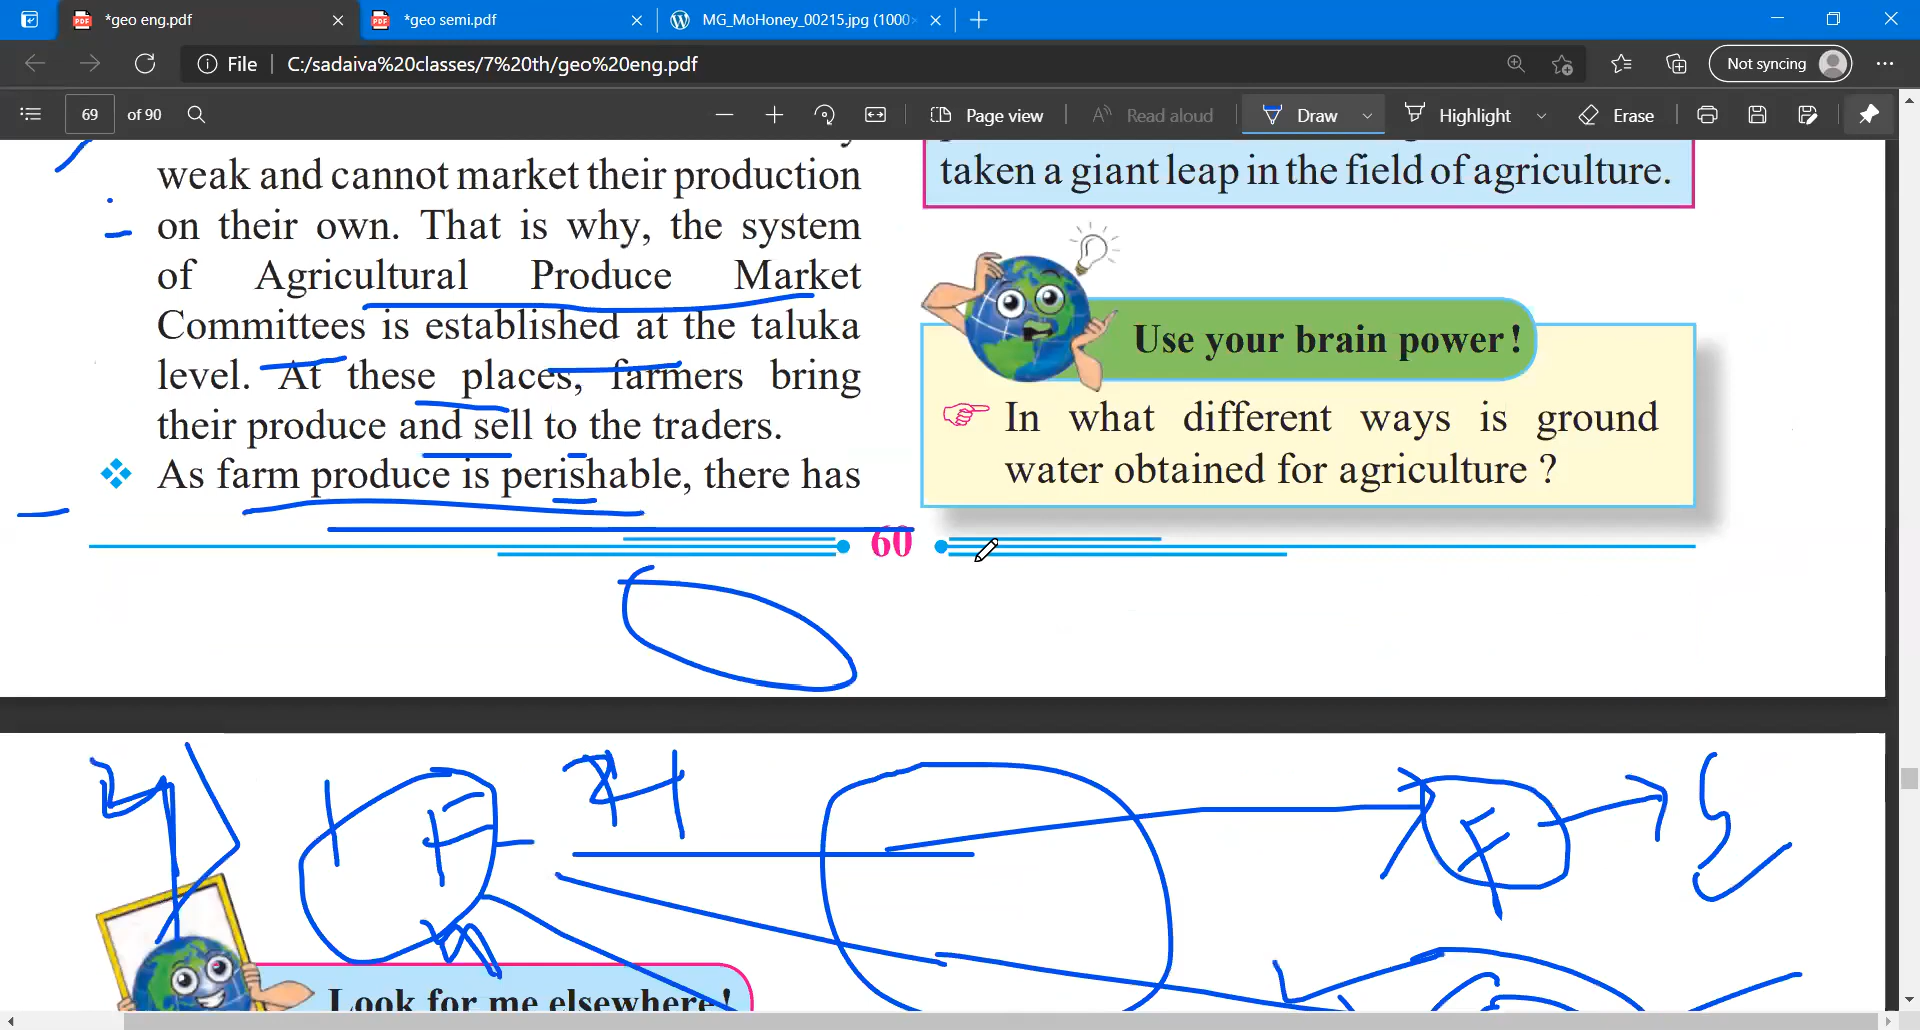 *geo eng.pdf
*geo semi.pdf
MG_MoHoney_00215.jpg (1000×
File
C:/sadaiva%20classes/7%20th/geo%20eng.pdf
Not syncing
69 of 90
Page view
Read aloud
Draw
Highlight
Erase
weak and cannot market their production
on their own. That is why, the system
of Agricultural Produce Market
Committees is established at the taluka
level. At these places, farmers bring
their produce and sell to the traders.
As farm produce is perishable, there has
taken a giant leap in the field of agriculture.
Use your brain power!
In what different ways is ground
water obtained for agriculture ?
60
F
F
Look for me elsewhere!